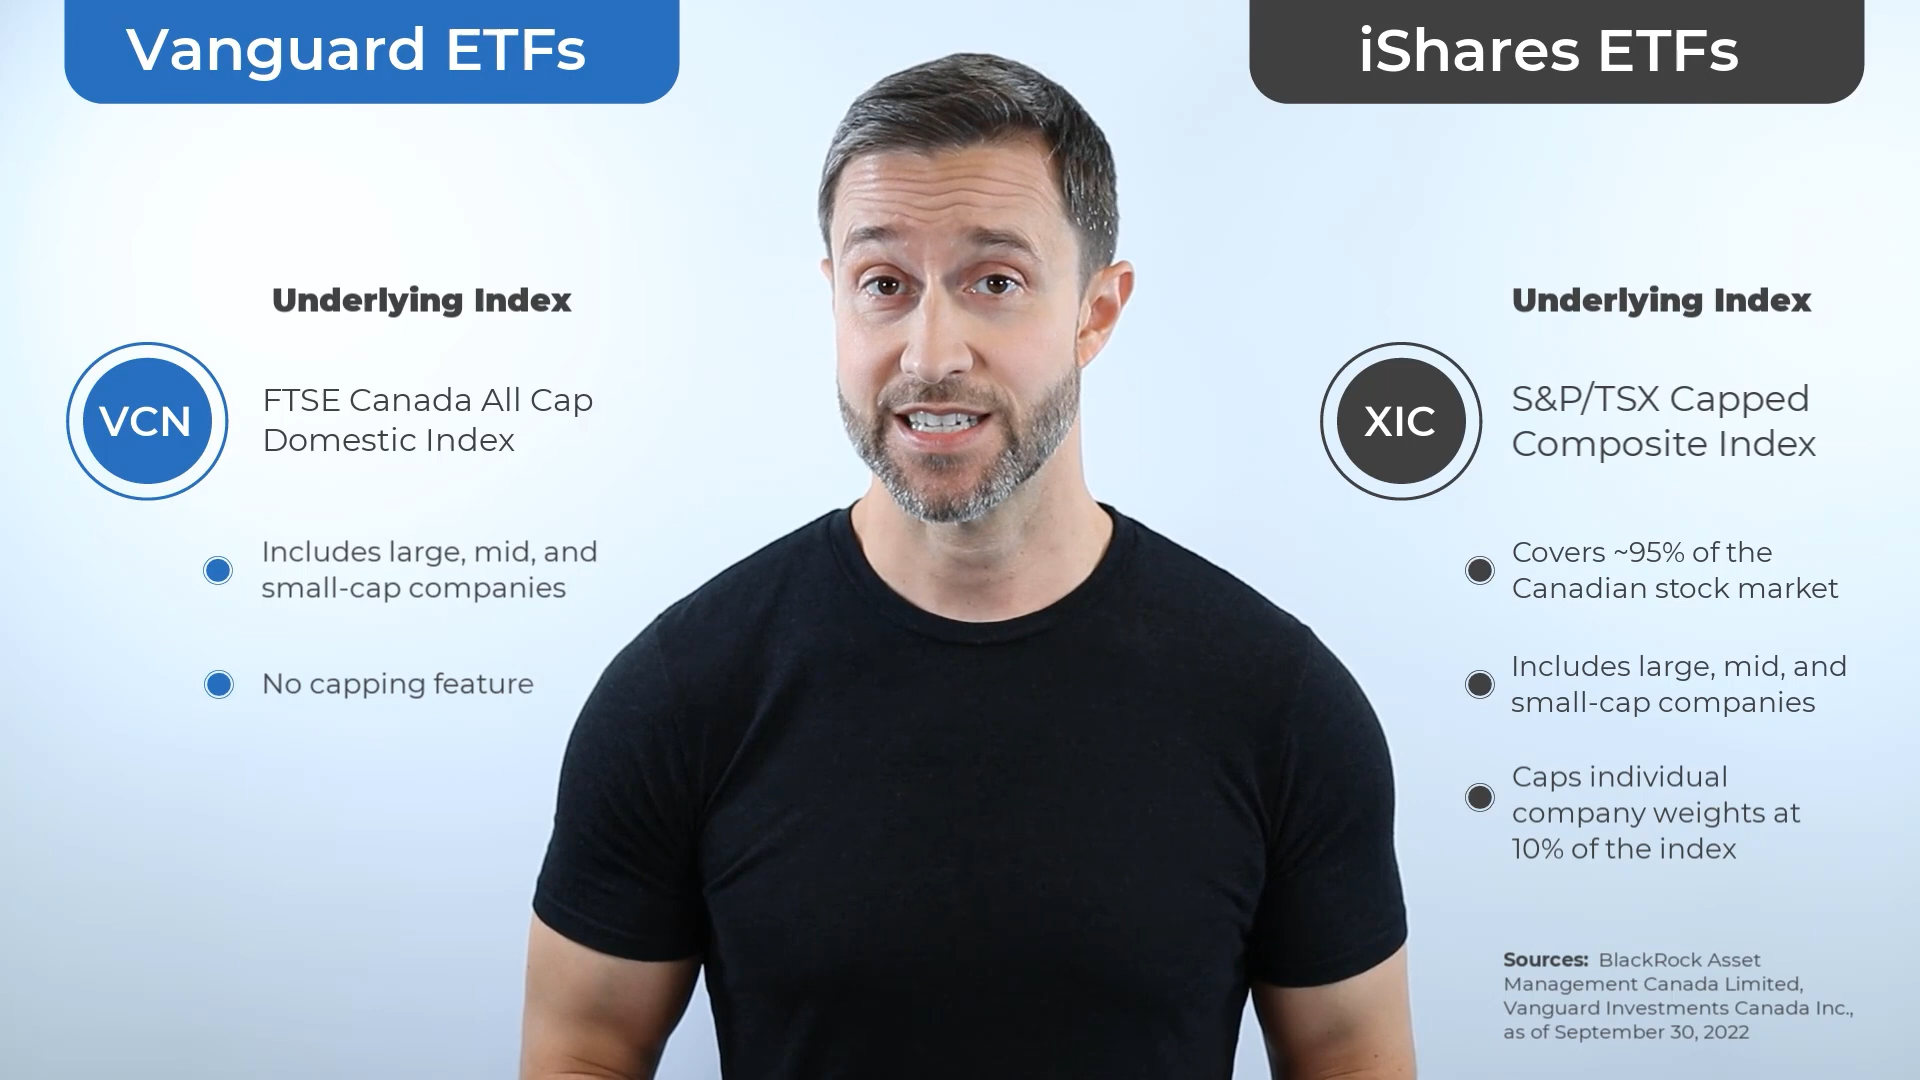 Vanguard ETFs
Underlying Index
VCN
FTSE Canada All Cap
Domestic Index
Includes large, mid, and
small-cap companies
No capping feature
iShares ETFs
Underlying Index
XIC
S&P/TSX Capped
Composite Index
Covers ~95% of the
Canadian stock market
Includes large, mid, and
small-cap companies
Caps individual
company weights at
10% of the index
Sources: BlackRock Asset
Management Canada Limited,
Vanguard Investments Canada Inc.,
as of September 30, 2022